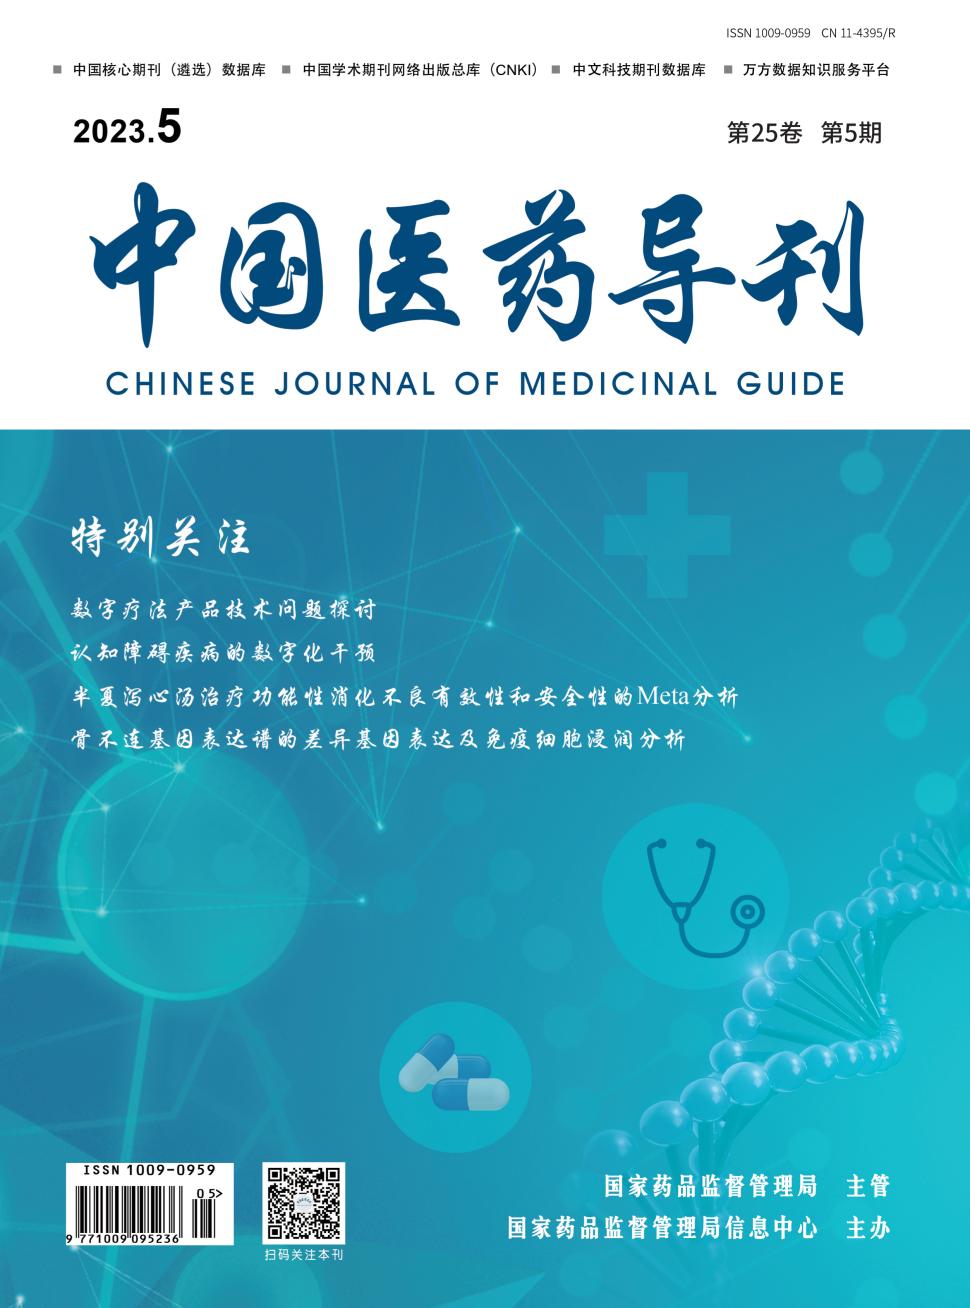 ISSN 1009-0959 CN 11-4395/R
■ 中国核心期刊（遴选）数据库 ■ 中国学术期刊网络出版总库（CNKI） ■ 中文科技期刊数据库 ■ 万方数据知识服务平台
2023.5 第25卷 第5期
中国医药导刊
CHINESE JOURNAL OF MEDICINAL GUIDE
特别关注
数字疗法产品技术问题探讨
认知障碍疾病的数字化干预
半夏泻心汤治疗功能性消化不良有效性和安全性的Meta分析
骨不连基因表达谱的差异基因表达及免疫细胞浸润分析
ISSN 1009-0959
05>
9 771009 095236
扫码关注本刊
国家药品监督管理局 主管
国家药品监督管理局信息中心 主办